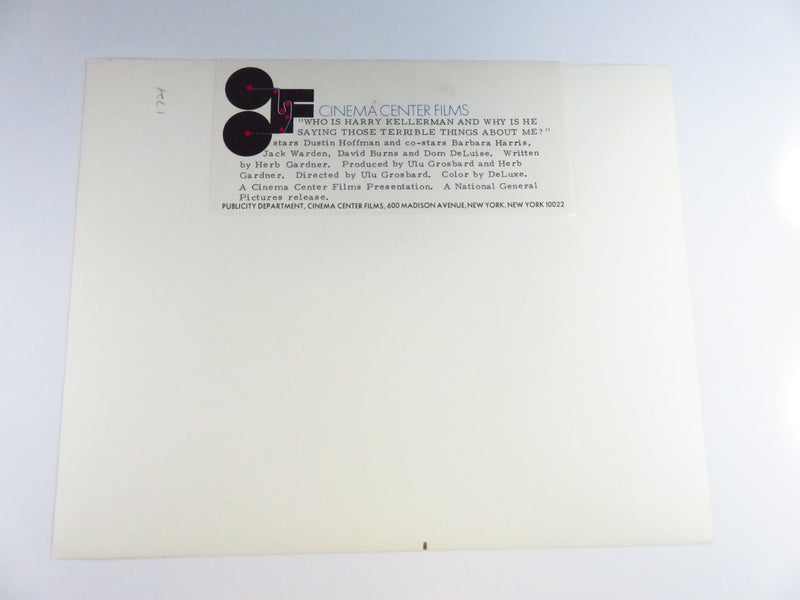 CINEMA CENTER FILMS
"WHO IS HARRY KELLERMAN AND WHY IS HE
SAYING THOSE TERRIBLE THINGS ABOUT ME?"
stars Dustin Hoffman and co-stars Barbara Harris,
Jack Warden, David Burns and Dom DeLuise. Written
by Herb Gardner. Produced by Ulu Grosbard and Herb
Gardner. Directed by Ulu Grosbard. Color by DeLuxe.
A Cinema Center Films Presentation. A National General
Pictures release.
PUBLICITY DEPARTMENT, CINEMA CENTER FILMS, 600 MADISON AVENUE, NEW YORK, NEW YORK 10022